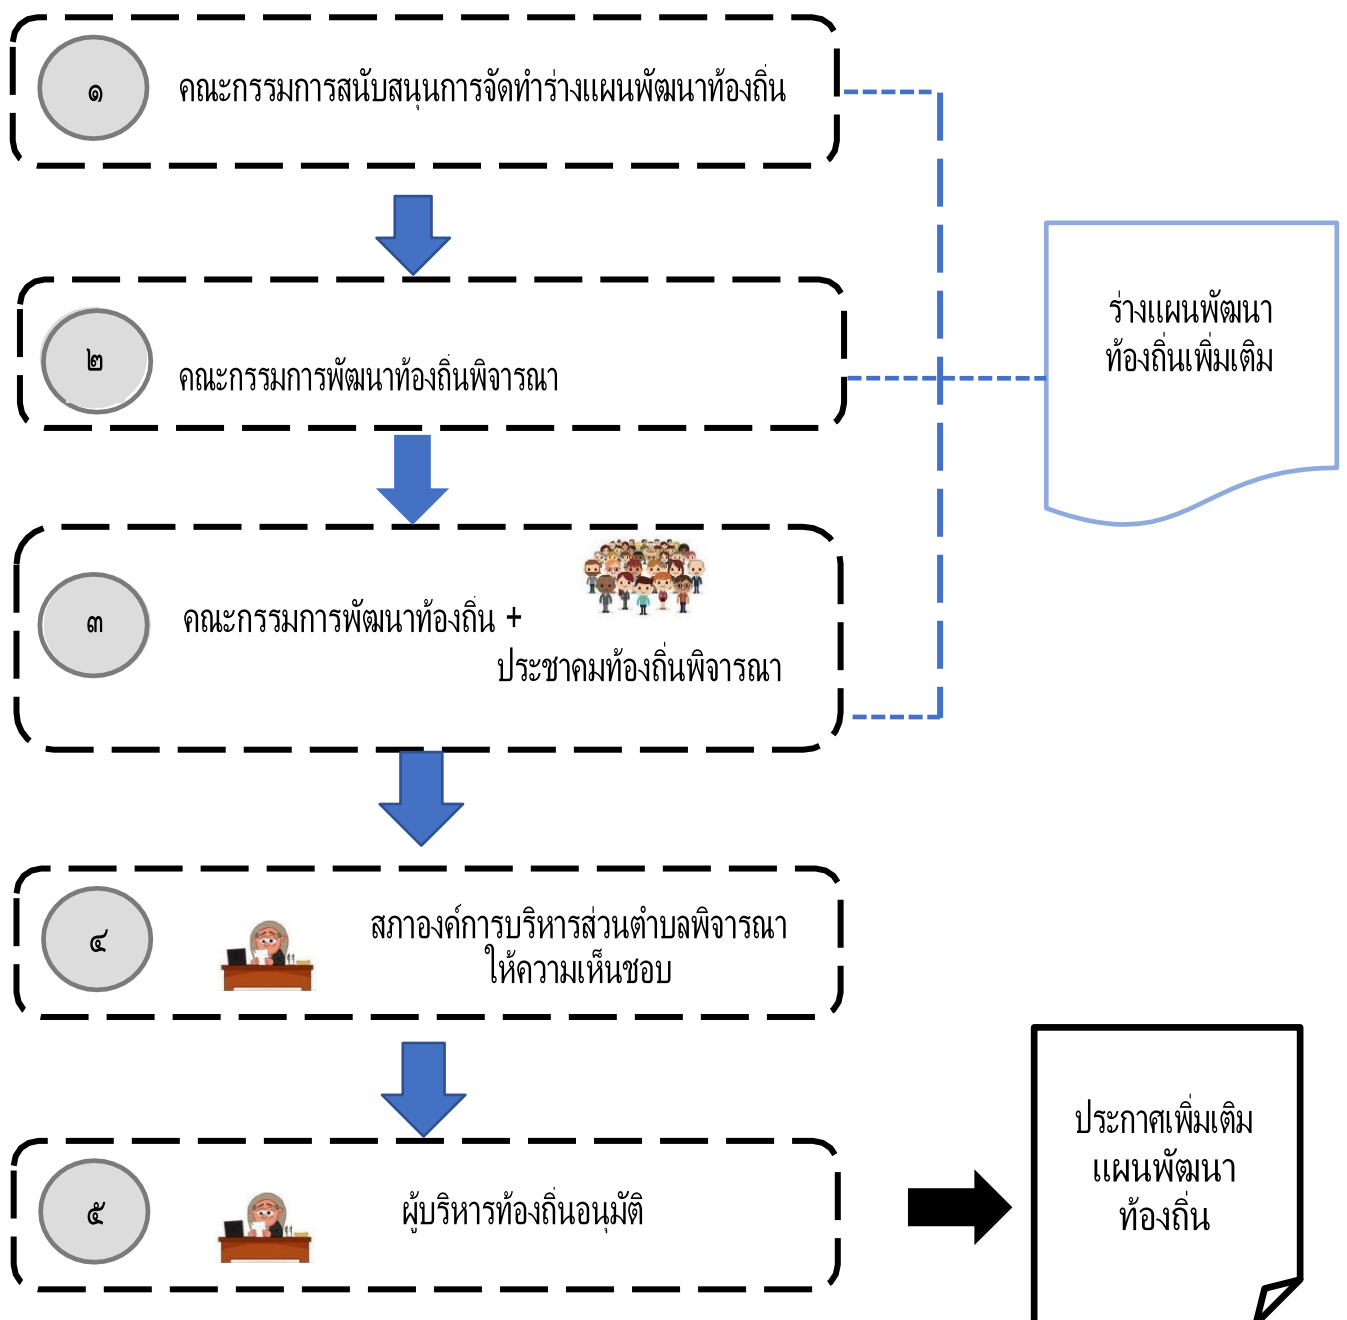 ๑
คณะกรรมการสนับสนุนการจัดทำร่างแผนพัฒนาท้องถิ่น
๒
คณะกรรมการพัฒนาท้องถิ่นพิจารณา
ร่างแผนพัฒนา
ท้องถิ่นเพิ่มเติม
๓
คณะกรรมการพัฒนาท้องถิ่น +
ประชาคมท้องถิ่นพิจารณา
๔
สภาองค์การบริหารส่วนตำบลพิจารณา
ให้ความเห็นชอบ
๕
ผู้บริหารท้องถิ่นอนุมัติ
ประกาศเพิ่มเติม
แผนพัฒนา
ท้องถิ่น